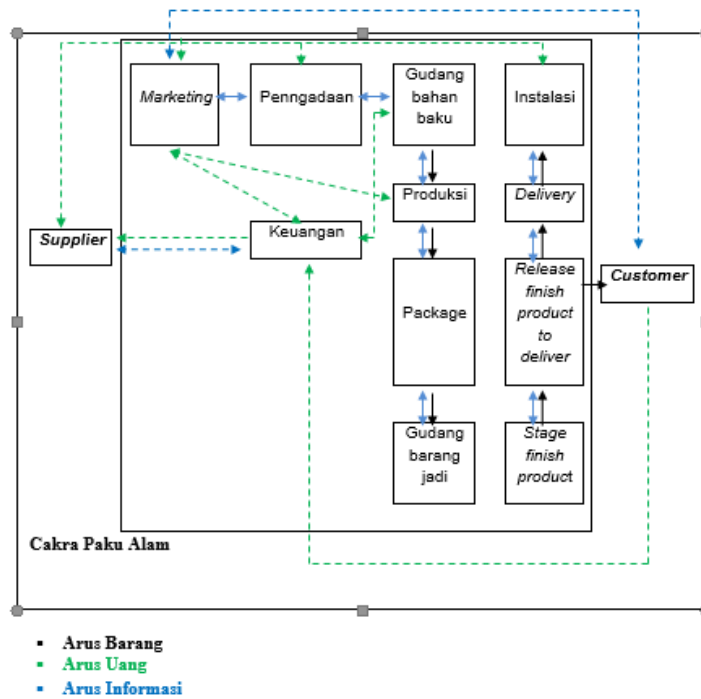 Marketing
Penngadaan
Gudang
bahan
baku
Instalasi
Produksi
Delivery
Supplier
Keuangan
Package
Release
finish
product
to
deliver
Customer
Gudang
barang
jadi
Stage
finish
product
Cakra Paku Alam
Arus Barang
Arus Uang
Arus Informasi